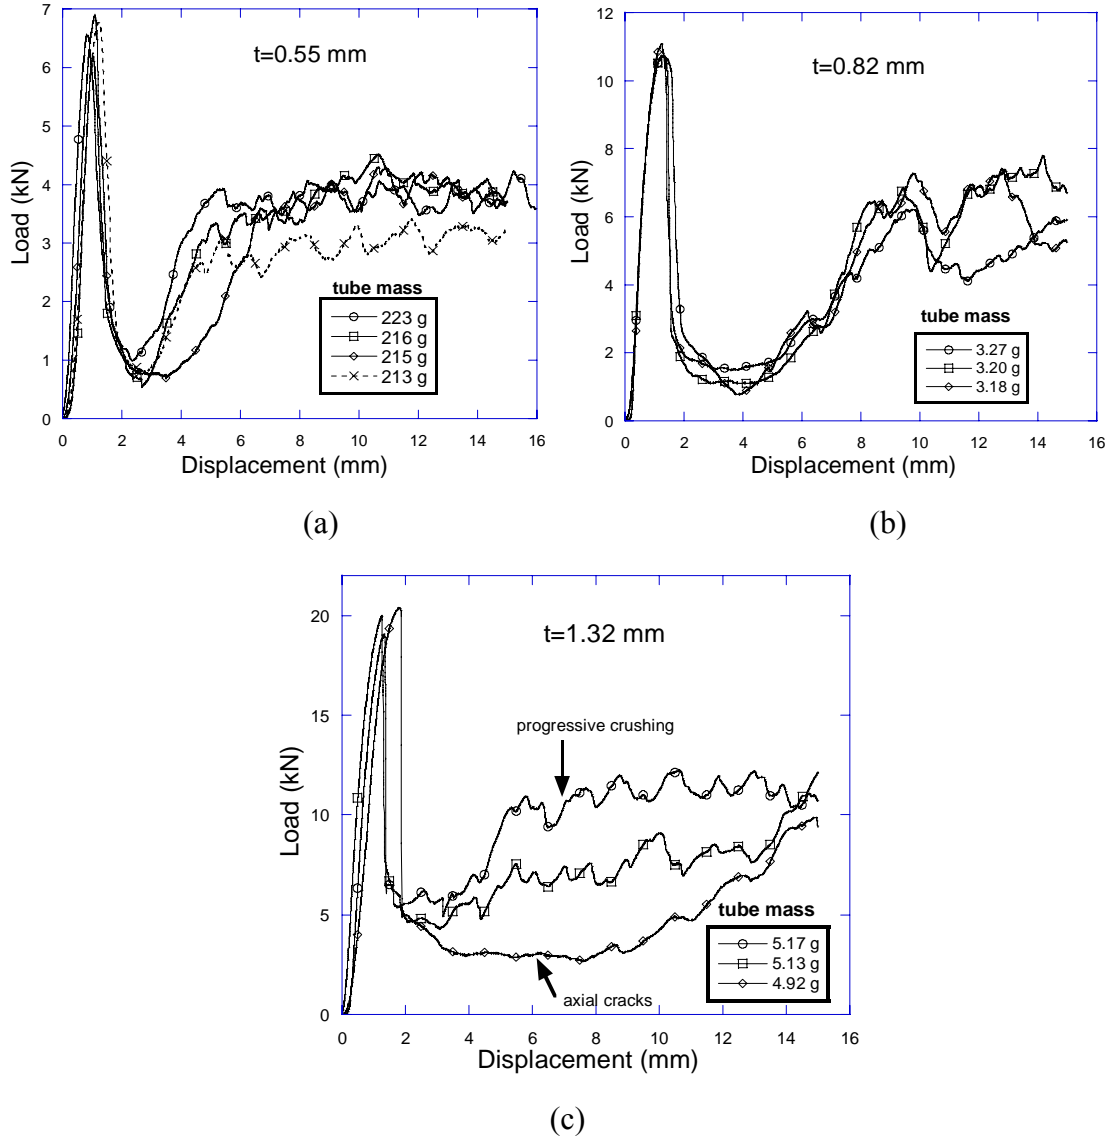 t=0.55 mm
7
6
5
4
3
2
1
0
Load (kN)
tube mass
223 g
216 g
215 g
213 g
0 2 4 6 8 10 12 14 16
Displacement (mm)
(a)
t=0.82 mm
12
10
8
6
4
2
0
Load (kN)
tube mass
3.27 g
3.20 g
3.18 g
0 2 4 6 8 10 12 14 16
Displacement (mm)
(b)
t=1.32 mm
20
15
10
5
0
Load (kN)
progressive crushing
axial cracks
tube mass
5.17 g
5.13 g
4.92 g
0 2 4 6 8 10 12 14 16
Displacement (mm)
(c)